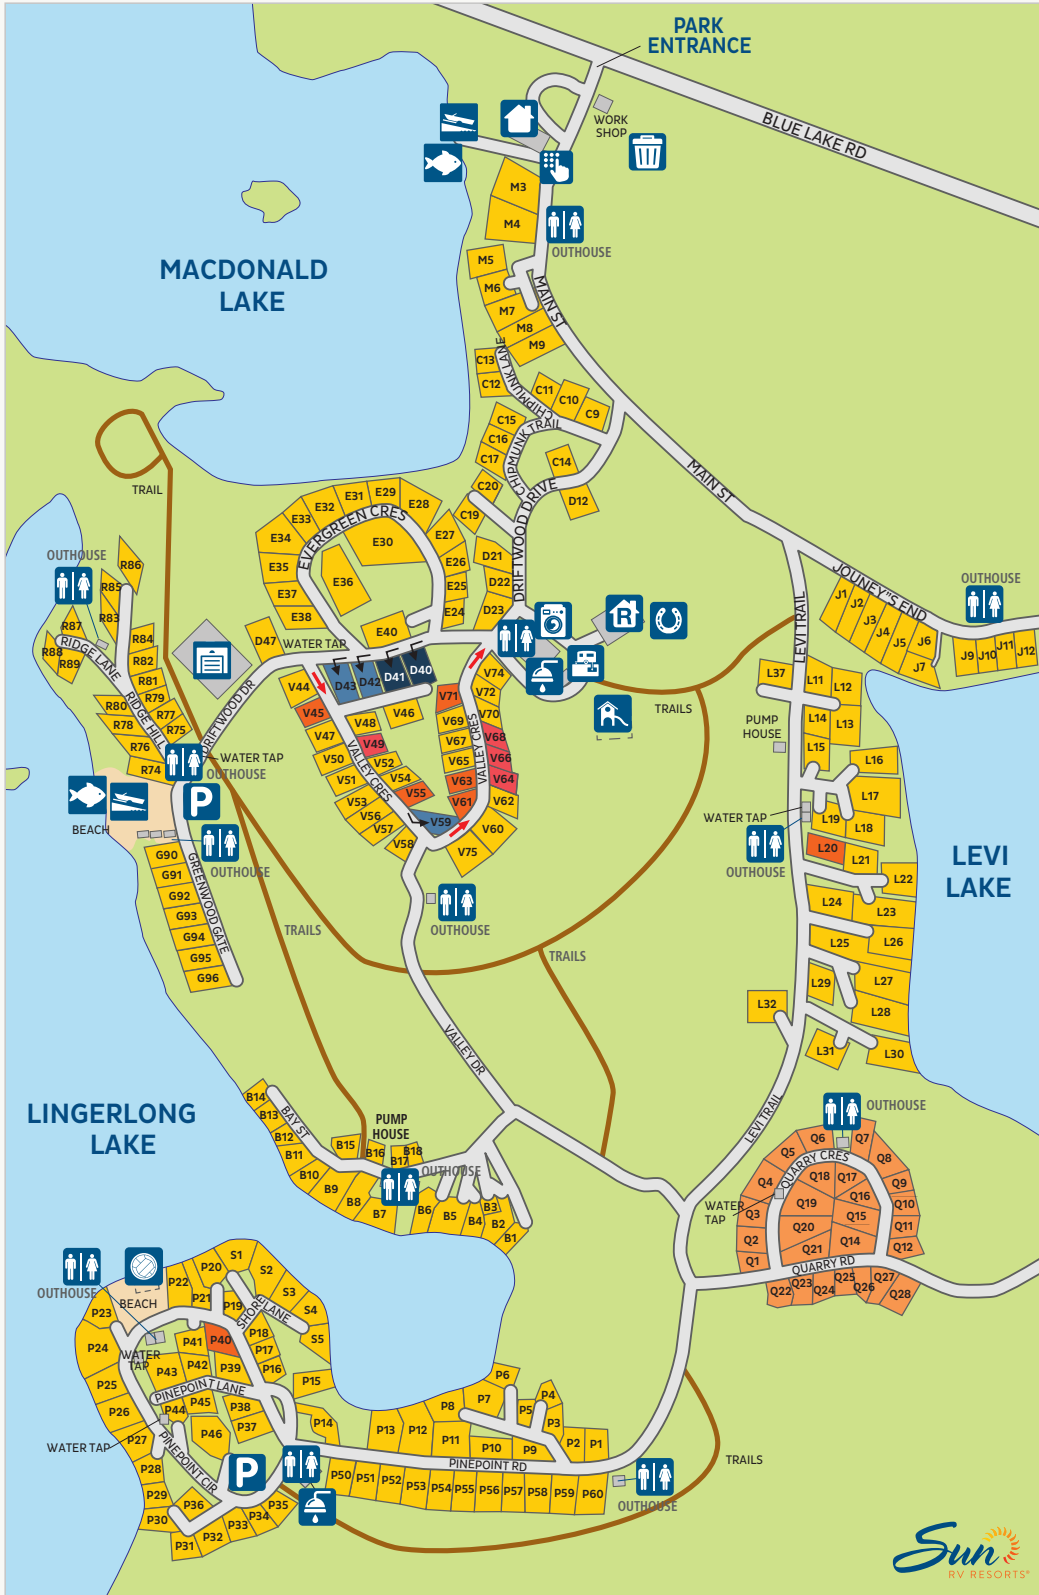 PARK
ENTRANCE
BLUE LAKE RD
WORK
SHOP
M3
M4
OUTHOUSE
MACDONALD
LAKE
M5
M6
M7
M8
M9
MAIN ST
C13
C12
CHIPMUNK LANE
C11
C10
C9
C15
C16
C17
CHIPMUNK TRAIL
C14
C20
C19
D12
DRIFTWOOD DRIVE
MAIN ST
TRAIL
E34
E33
E32
E31
E29
E28
EVERGREEN CRES
E30
E27
E35
E36
E26
E37
E25
E38
E24
E40
D21
D22
D23
D47
WATER TAP
D43
D42
D41
D40
OUTHOUSE
R86
R85
R83
R87
R88
R89
RIDGE LANE
R84
R82
R81
R79
R77
R75
R80
R78
R76
R74
RIDGE HILL
DRIFTWOOD DR
WATER TAP
OUTHOUSE
P
BEACH
OUTHOUSE
G90
G91
G92
G93
G94
G95
G96
GREENWOOD GATE
V44
V45
V47
V50
V51
V53
V56
V57
V58
V48
V46
V49
V52
V54
V55
V59
VALLEY CRES
V71
V69
V67
V65
V63
V61
V74
V72
V70
V68
V66
V64
V62
V60
V75
VALLEY CRES
OUTHOUSE
R
TRAILS
TRAILS
TRAILS
JOUNEY"S END
J1
J2
J3
J4
J5
J6
J7
J9
J10
J11
J12
OUTHOUSE
LEVI TRAIL
L37
L11
L12
L14
L13
L15
PUMP
HOUSE
L16
L17
L19
L18
WATER TAP
OUTHOUSE
L20
L21
L22
L24
L23
L25
L26
L29
L27
L28
L32
L31
L30
LEVI
LAKE
VALLEY DR
LEVI TRAIL
LINGERLONG
LAKE
B14
B13
B12
B11
B10
B9
B8
B7
BAY ST
B15
B16
B17
B18
PUMP
HOUSE
OUTHOUSE
B6
B5
B4
B3
B2
B1
OUTHOUSE
Q7
Q6
Q5
Q4
Q3
Q2
Q1
Q8
Q9
Q10
Q11
Q12
QUARRY CRES
Q18
Q17
Q19
Q16
Q20
Q15
Q21
Q14
WATER
TAP
QUARRY RD
Q22
Q23
Q24
Q25
Q26
Q27
Q28
OUTHOUSE
BEACH
P23
P22
P20
P21
P19
S1
S2
S3
S4
S5
SHORE LANE
P24
P25
P26
P27
P28
P29
P30
P31
P32
P33
P34
P35
P36
WATER
TAP
P41
P40
P43
P42
P39
P18
P17
P16
P15
PINEPOINT LANE
P44
P45
P38
P37
P46
P14
WATER TAP
PINEPOINT CIR
P
P13
P12
P11
P8
P7
P6
P5
P4
P3
P10
P9
P2
P1
PINEPOINT RD
P50
P51
P52
P53
P54
P55
P56
P57
P58
P59
P60
OUTHOUSE
TRAILS
Sun
RV RESORTS